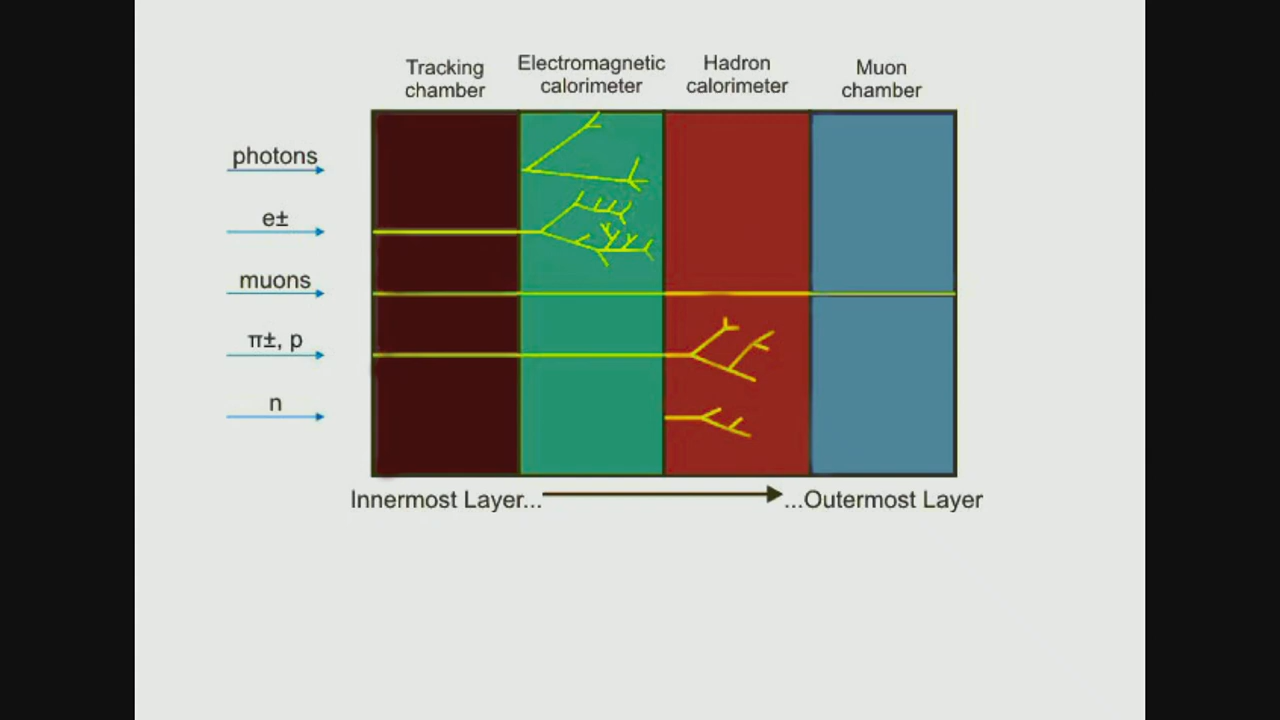 Tracking
chamber
Electromagnetic
calorimeter
Hadron
calorimeter
Muon
chamber
photons
e±
muons
π±, p
n
Innermost Layer...
...Outermost Layer